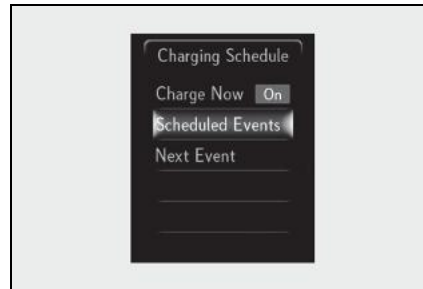 Charging Schedule
Charge Now On
Scheduled Events
Next Event